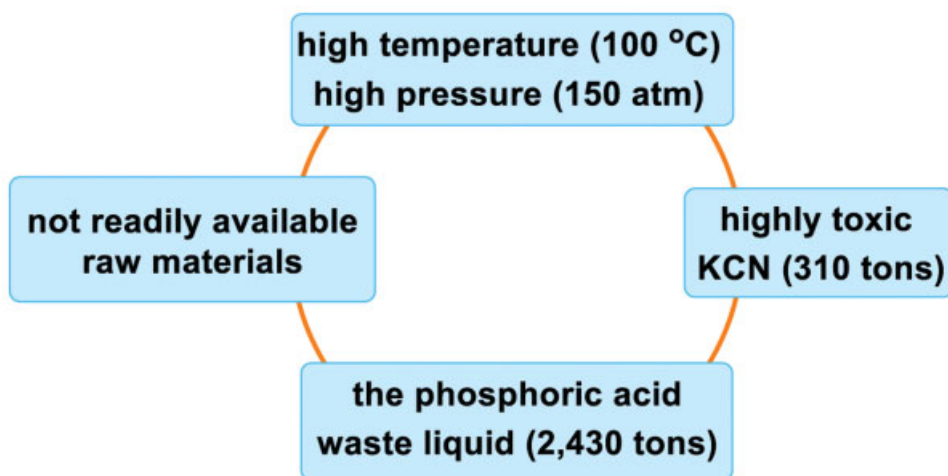 high temperature (100 °C)
high pressure (150 atm)
not readily available
raw materials
highly toxic
KCN (310 tons)
the phosphoric acid
waste liquid (2,430 tons)